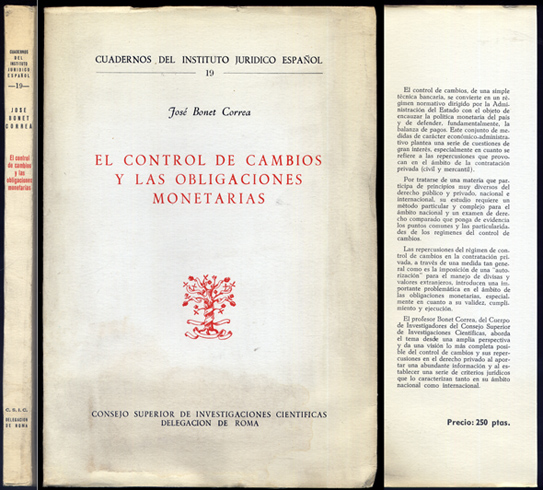 CUADERNOS
DEL
INSTITUTO
JURIDICO
ESPAÑOL
—19—
JOSE
BONET
CORREA
El control
de cambios
y las
obligaciones
monetarias
C. S. I. C.
DELEGACION
DE ROMA
CUADERNOS DEL INSTITUTO JURIDICO ESPAÑOL
19
José Bonet Correa
EL CONTROL DE CAMBIOS
Y LAS OBLIGACIONES
MONETARIAS
CONSEJO SUPERIOR DE INVESTIGACIONES CIENTIFICAS
DELEGACION DE ROMA
El control de cambios, de una simple
técnica bancaria, se convierte en un ré-
gimen normativo dirigido por la Admi-
nistración del Estado con el objeto de
encauzar la política monetaria del país
y de defender, fundamentalmente, la
balanza de pagos. Este conjunto de me-
didas de carácter económico-administra-
tivo plantea una serie de cuestiones de
gran interés, especialmente en cuanto se
refiere a las repercusiones que provo-
can en el ámbito de la contratación
privada (civil y mercantil).
Por tratarse de una materia que par-
ticipa de principios muy diversos del
derecho público y privado, nacional e
internacional, su estudio requiere un
método particular y complejo para el
ámbito nacional y un examen de dere-
cho comparado que ponga de evidencia
los puntos comunes y las particularida-
des de los regímenes del control de
cambios.
Las repercusiones del régimen de con-
trol de cambios en la contratación pri-
vada, a través de una medida tan gene-
ral como es la imposición de una "auto-
rización" para el manejo de divisas y
valores extranjeros, introducen una im-
portante problemática en el ámbito de
las obligaciones monetarias, especial-
mente en cuanto a su validez, cumpli-
miento y ejecución.
El profesor Bonet Correa, del Cuerpo
de Investigadores del Consejo Superior
de Investigaciones Científicas, aborda
el tema desde una amplia perspectiva
y da una visión lo más completa posi-
ble del control de cambios y sus reper-
cusiones en el derecho privado al apor-
tar una abundante información y al es-
tablecer una serie de criterios jurídicos
que lo caracterizan tanto en su ámbito
nacional como internacional.
Precio: 250 ptas.